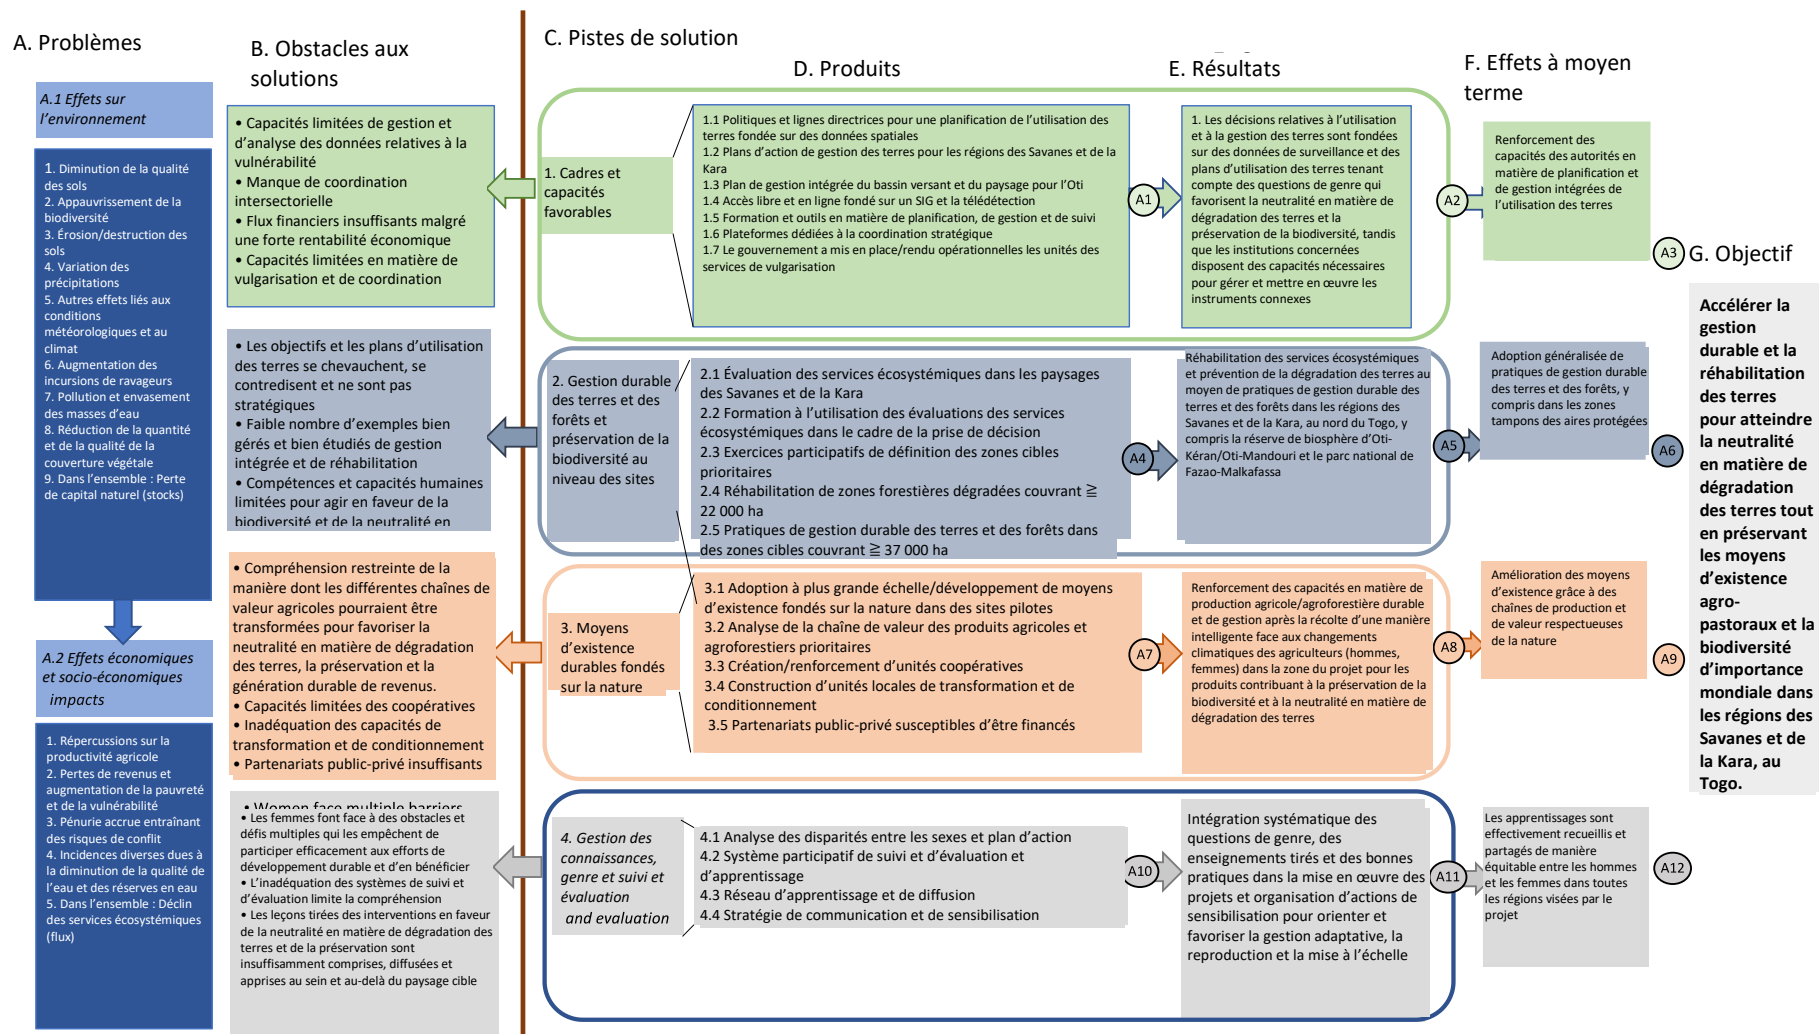 A. Problèmes
B. Obstacles aux
solutions
C. Pistes de solution
D. Produits
E. Résultats
F. Effets à moyen
terme
A.1 Effets sur
l’environnement
1. Diminution de la qualité
des sols
2. Appauvrissement de la
biodiversité
3. Érosion/destruction des
sols
4. Variation des
précipitations
5. Autres effets liés aux
conditions
météorologiques et au
climat
6. Augmentation des
incursions de ravageurs
7. Pollution et envasement
des masses d’eau
8. Réduction de la quantité
et de la qualité de la
couverture végétale
9. Dans l’ensemble : Perte
de capital naturel (stocks)
A.2 Effets économiques
et socio-économiques
impacts
1. Répercussions sur la
productivité agricole
2. Pertes de revenus et
augmentation de la pauvreté
et de la vulnérabilité
3. Pénurie accrue entraînant
des risques de conflit
4. Incidences diverses dues à
la diminution de la qualité de
l’eau et des réserves en eau
5. Dans l’ensemble : Déclin
des services écosystémiques
(flux)
• Capacités limitées de gestion et
d’analyse des données relatives à la
vulnérabilité
• Manque de coordination
intersectorielle
• Flux financiers insuffisants malgré
une forte rentabilité économique
• Capacités limitées en matière de
vulgarisation et de coordination
1. Cadres et
capacités
favorables
1.1 Politiques et lignes directrices pour une planification de l’utilisation des
terres fondée sur des données spatiales
1.2 Plans d’action de gestion des terres pour les régions des Savanes et de la
Kara
1.3 Plan de gestion intégrée du bassin versant et du paysage pour l’Oti
1.4 Accès libre et en ligne fondé sur un SIG et la télédétection
1.5 Formation et outils en matière de planification, de gestion et de suivi
1.6 Plateformes dédiées à la coordination stratégique
1.7 Le gouvernement a mis en place/rendu opérationnelles les unités des
services de vulgarisation
A1
1. Les décisions relatives à l’utilisation
et à la gestion des terres sont fondées
sur des données de surveillance et des
plans d’utilisation des terres tenant
compte des questions de genre qui
favorisent la neutralité en matière de
dégradation des terres et la
préservation de la biodiversité, tandis
que les institutions concernées
disposent des capacités nécessaires
pour gérer et mettre en œuvre les
instruments connexes
A2
Renforcement des
capacités des autorités en
matière de planification et
de gestion intégrées de
l’utilisation des terres
A3
• Les objectifs et les plans d’utilisation
des terres se chevauchent, se
contredisent et ne sont pas
stratégiques
• Faible nombre d’exemples bien
gérés et bien étudiés de gestion
intégrée et de réhabilitation
• Compétences et capacités humaines
limitées pour agir en faveur de la
biodiversité et de la neutralité en
2. Gestion durable
des terres et des
forêts et
préservation de la
biodiversité au
niveau des sites
2.1 Évaluation des services écosystémiques dans les paysages
des Savanes et de la Kara
2.2 Formation à l’utilisation des évaluations des services
écosystémiques dans le cadre de la prise de décision
2.3 Exercices participatifs de définition des zones cibles
prioritaires
2.4 Réhabilitation de zones forestières dégradées couvrant ≧
22 000 ha
2.5 Pratiques de gestion durable des terres et des forêts dans
des zones cibles couvrant ≧ 37 000 ha
A4
Réhabilitation des services écosystémiques
et prévention de la dégradation des terres au
moyen de pratiques de gestion durable des
terres et des forêts dans les régions des
Savanes et de la Kara, au nord du Togo, y
compris la réserve de biosphère d’Oti-
Kéran/Oti-Mandouri et le parc national de
Fazao-Malkafassa
A5
Adoption généralisée de
pratiques de gestion durable
des terres et des forêts, y
compris dans les zones
tampons des aires protégées
A6
• Compréhension restreinte de la
manière dont les différentes chaînes de
valeur agricoles pourraient être
transformées pour favoriser la
neutralité en matière de dégradation
des terres, la préservation et la
génération durable de revenus.
• Capacités limitées des coopératives
• Inadéquation des capacités de
transformation et de conditionnement
• Partenariats public-privé insuffisants
3. Moyens
d’existence
durables fondés
sur la nature
3.1 Adoption à plus grande échelle/développement de moyens
d’existence fondés sur la nature dans des sites pilotes
3.2 Analyse de la chaîne de valeur des produits agricoles et
agroforestiers prioritaires
3.3 Création/renforcement d’unités coopératives
3.4 Construction d’unités locales de transformation et de
conditionnement
3.5 Partenariats public-privé susceptibles d’être financés
A7
Renforcement des capacités en matière de
production agricole/agroforestière durable
et de gestion après la récolte d’une manière
intelligente face aux changements
climatiques des agriculteurs (hommes,
femmes) dans la zone du projet pour les
produits contribuant à la préservation de la
biodiversité et à la neutralité en matière de
dégradation des terres
A8
Amélioration des moyens
d’existence grâce à des
chaînes de production et
de valeur respectueuses
de la nature
A9
• Women face multiple barriers
• Les femmes font face à des obstacles et
défis multiples qui les empêchent de
participer efficacement aux efforts de
développement durable et d’en bénéficier
• L’inadéquation des systèmes de suivi et
d’évaluation limite la compréhension
• Les leçons tirées des interventions en faveur
de la neutralité en matière de dégradation des
terres et de la préservation sont
insuffisamment comprises, diffusées et
apprises au sein et au-delà du paysage cible
4. Gestion des
connaissances,
genre et suivi et
évaluation
and evaluation
4.1 Analyse des disparités entre les sexes et plan d’action
4.2 Système participatif de suivi et d’évaluation et
d’apprentissage
4.3 Réseau d’apprentissage et de diffusion
4.4 Stratégie de communication et de sensibilisation
A10
Intégration systématique des
questions de genre, des
enseignements tirés et des bonnes
pratiques dans la mise en œuvre des
projets et organisation d’actions de
sensibilisation pour orienter et
favoriser la gestion adaptative, la
reproduction et la mise à l’échelle
A11
Les apprentissages sont
effectivement recueillis et
partagés de manière
équitable entre les hommes
et les femmes dans toutes
les régions visées par le
projet
A12
G. Objectif
Accélérer la
gestion
durable et la
réhabilitation
des terres
pour atteindre
la neutralité
en matière de
dégradation
des terres tout
en préservant
les moyens
d’existence
agro-
pastoraux et la
biodiversité
d’importance
mondiale dans
les régions des
Savanes et de
la Kara, au
Togo.